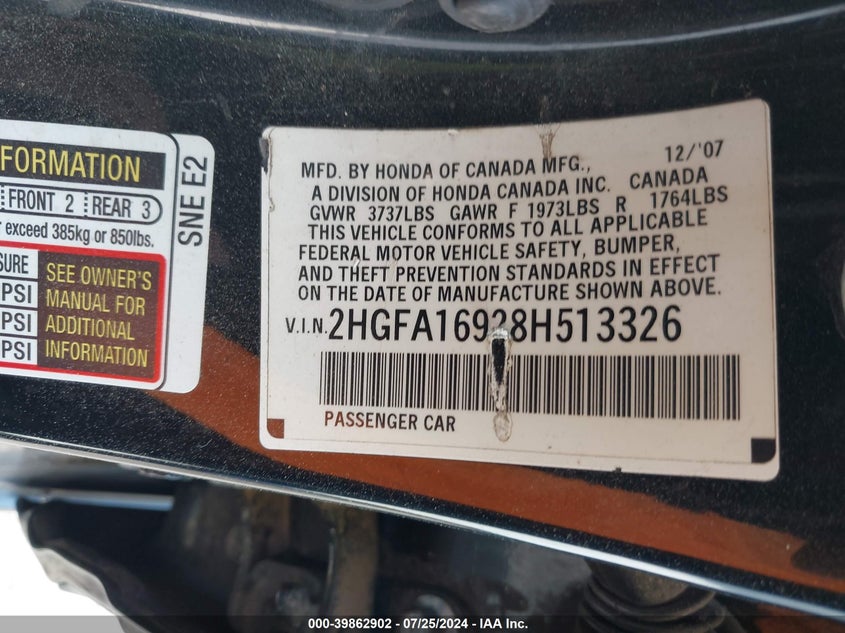 FORMATION
FRONT 2 REAR 3
exceed 385kg or 850lbs.
SURE
PSI
PSI
PSI
SEE OWNER'S
MANUAL FOR
ADDITIONAL
INFORMATION
SNE E2
MFD. BY HONDA OF CANADA MFG., 12/'07
A DIVISION OF HONDA CANADA INC. CANADA
GVWR 3737LBS GAWR F 1973LBS R 1764LBS
THIS VEHICLE CONFORMS TO ALL APPLICABLE
FEDERAL MOTOR VEHICLE SAFETY, BUMPER,
AND THEFT PREVENTION STANDARDS IN EFFECT
ON THE DATE OF MANUFACTURE SHOWN ABOVE.
V.I.N. 2HGFA16928H513326
PASSENGER CAR
000-39862902 - 07/25/2024 - IAA Inc.